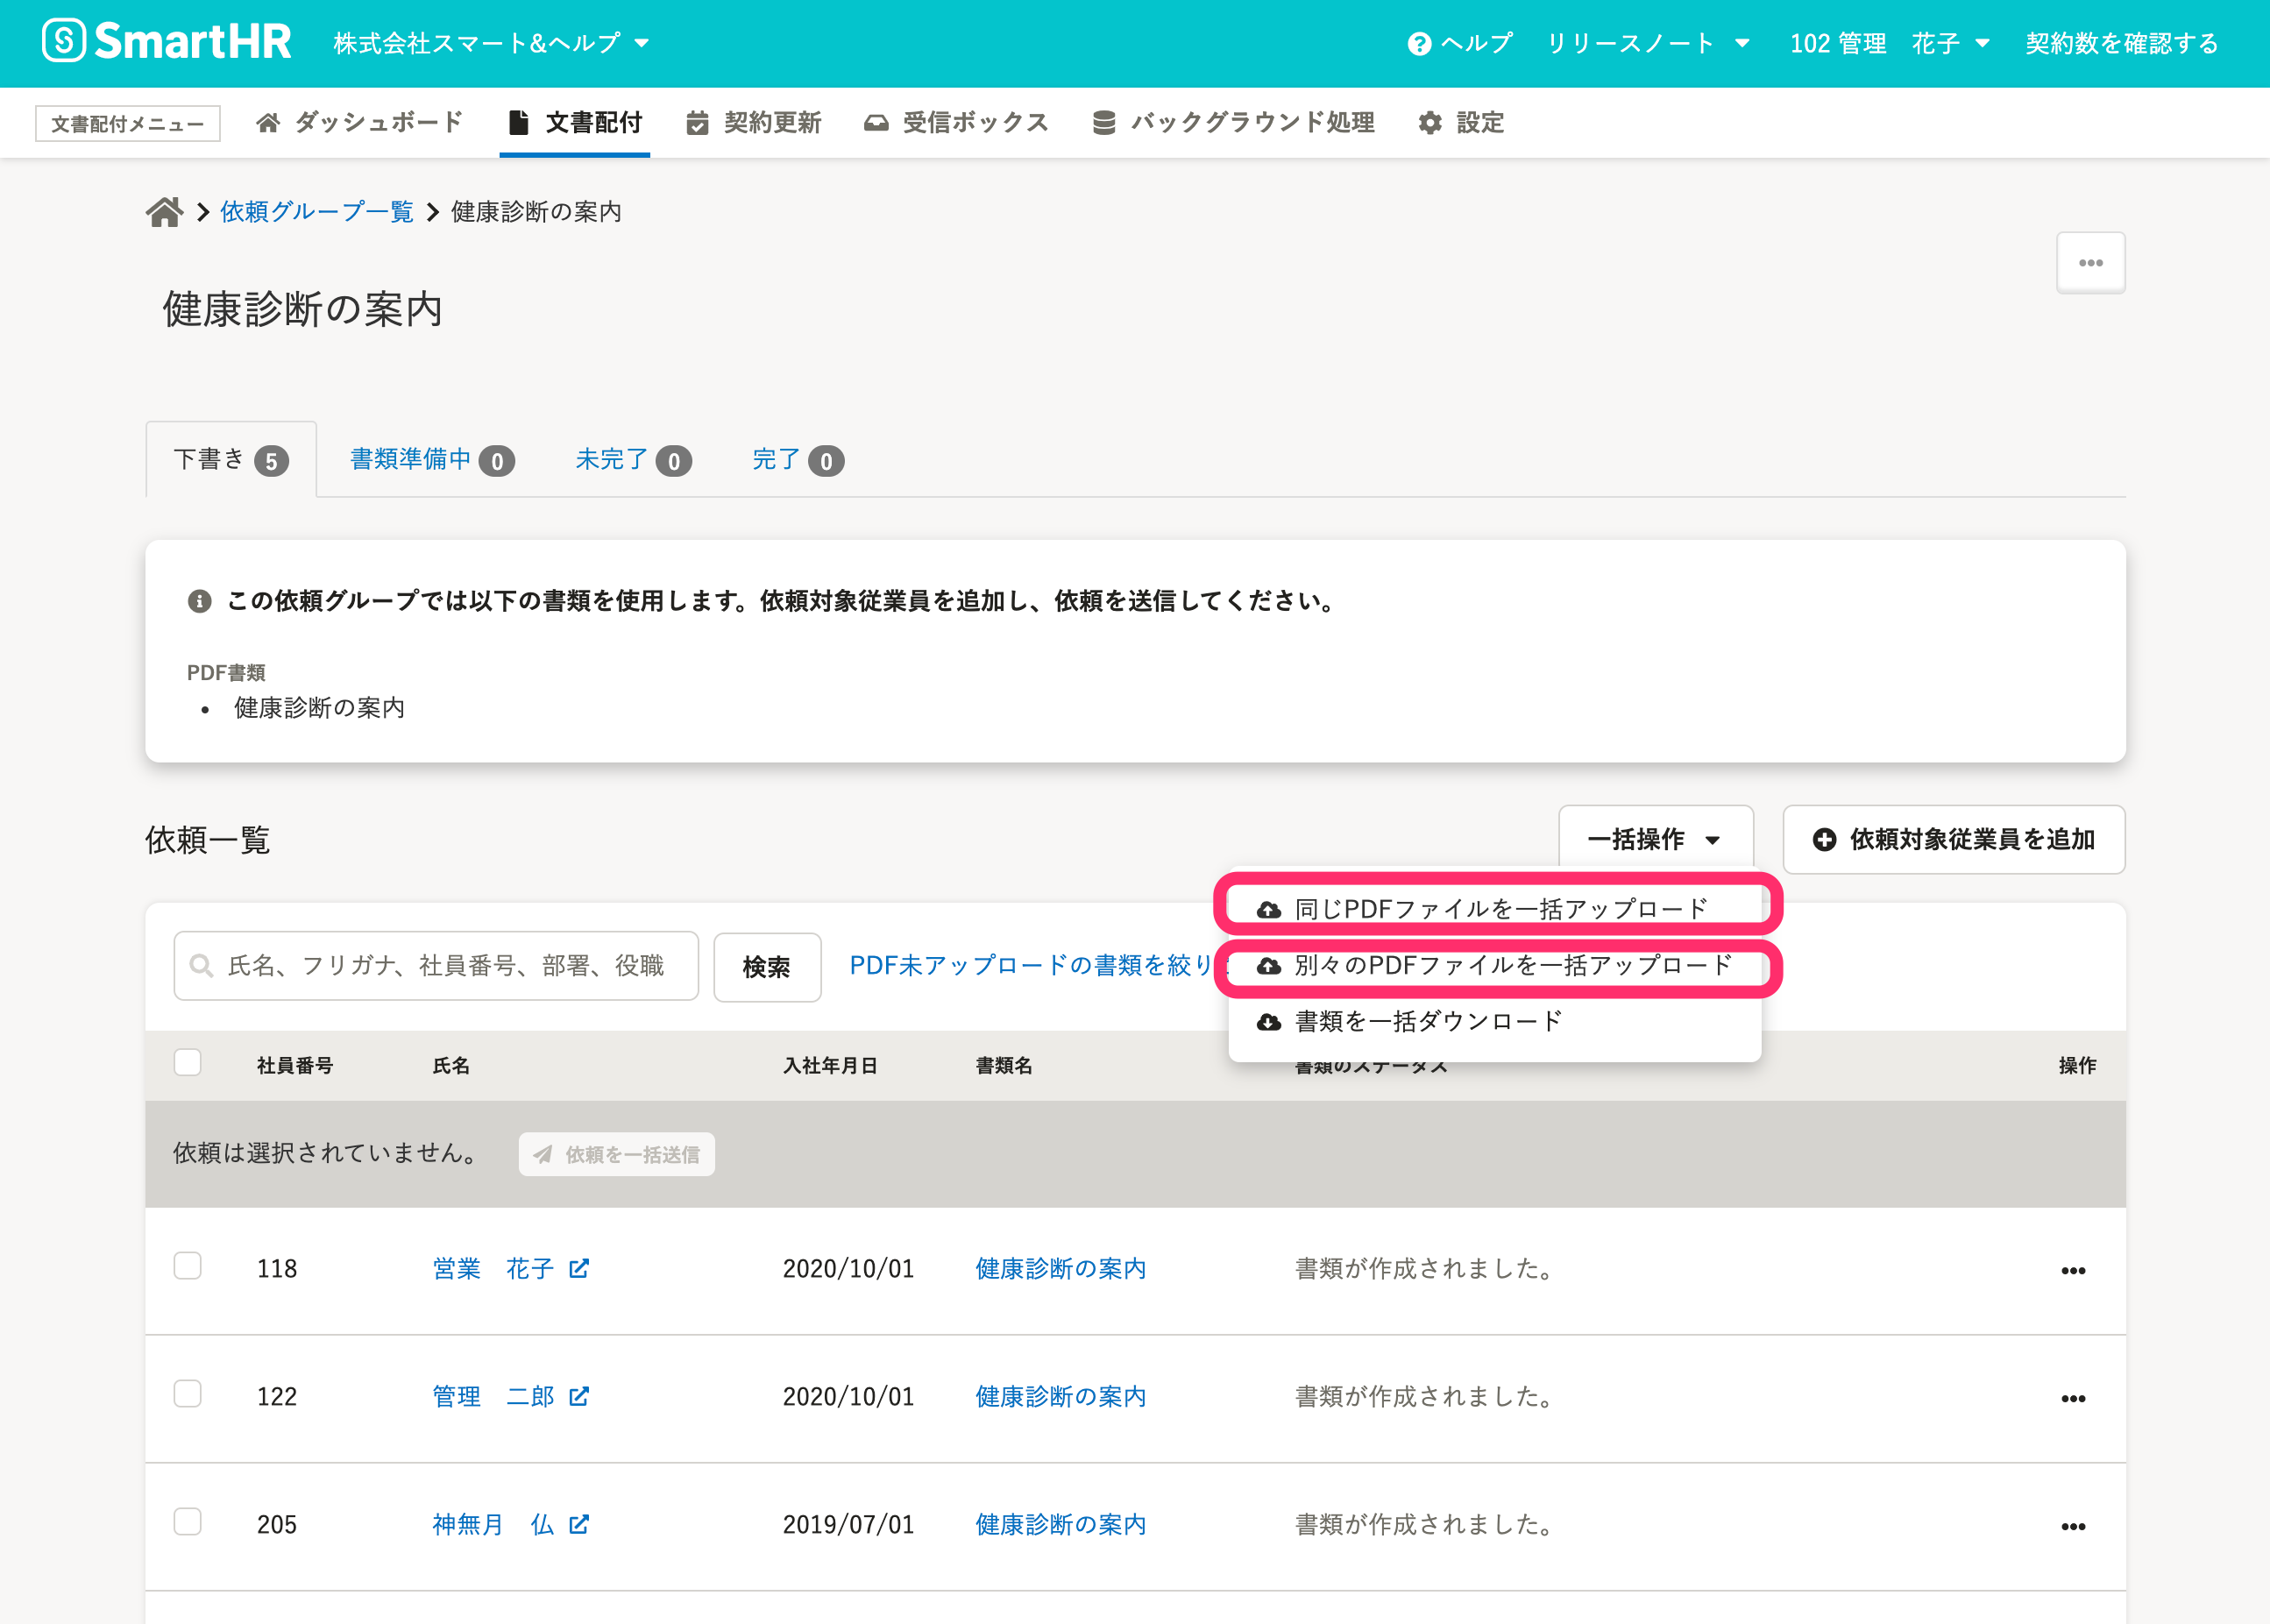 SmartHR 株式会社スマート&ヘルプ ヘルプ リリースノート 102 管理 花子 契約数を確認する
文書配付メニュー ダッシュボード 文書配付 契約更新 受信ボックス バックグラウンド処理 設定
依頼グループ一覧 健康診断の案内
健康診断の案内
下書き 5 書類準備中 0 未完了 0 完了 0
この依頼グループでは以下の書類を使用します。依頼対象従業員を追加し、依頼を送信してください。
PDF書類
• 健康診断の案内
依頼一覧 一括操作 依頼対象従業員を追加
同じPDFファイルを一括アップロード
氏名、フリガナ、社員番号、部署、役職 検索 PDF未アップロードの書類を絞り 別々のPDFファイルを一括アップロード
書類を一括ダウンロード
社員番号 氏名 入社年月日 書類名 書類のステータス 操作
依頼は選択されていません。 依頼を一括送信
118 営業 花子 2020/10/01 健康診断の案内 書類が作成されました。
122 管理 二郎 2020/10/01 健康診断の案内 書類が作成されました。
205 神無月 仏 2019/07/01 健康診断の案内 書類が作成されました。